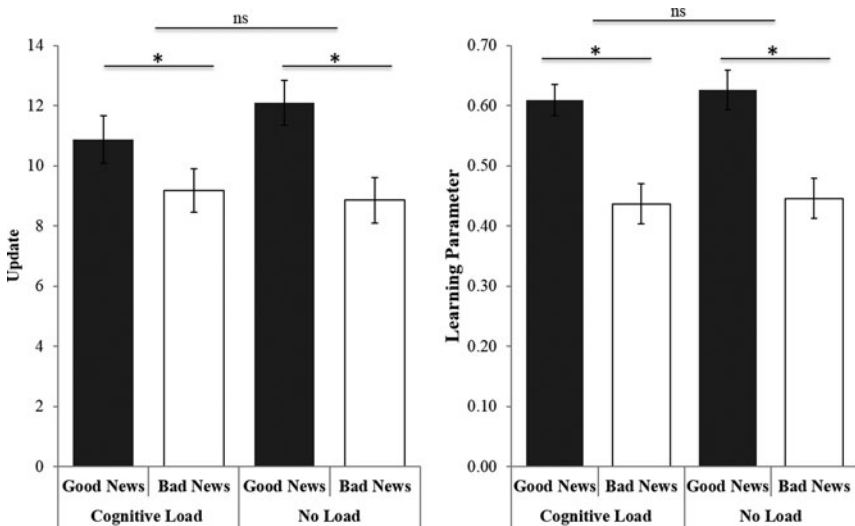 ns
* *
14
12
10
8
6
4
2
0
Update
Good News Bad News Good News Bad News
Cognitive Load No Load
ns
* *
0.70
0.60
0.50
0.40
0.30
0.20
0.10
0.00
Learning Parameter
Good News Bad News Good News Bad News
Cognitive Load No Load